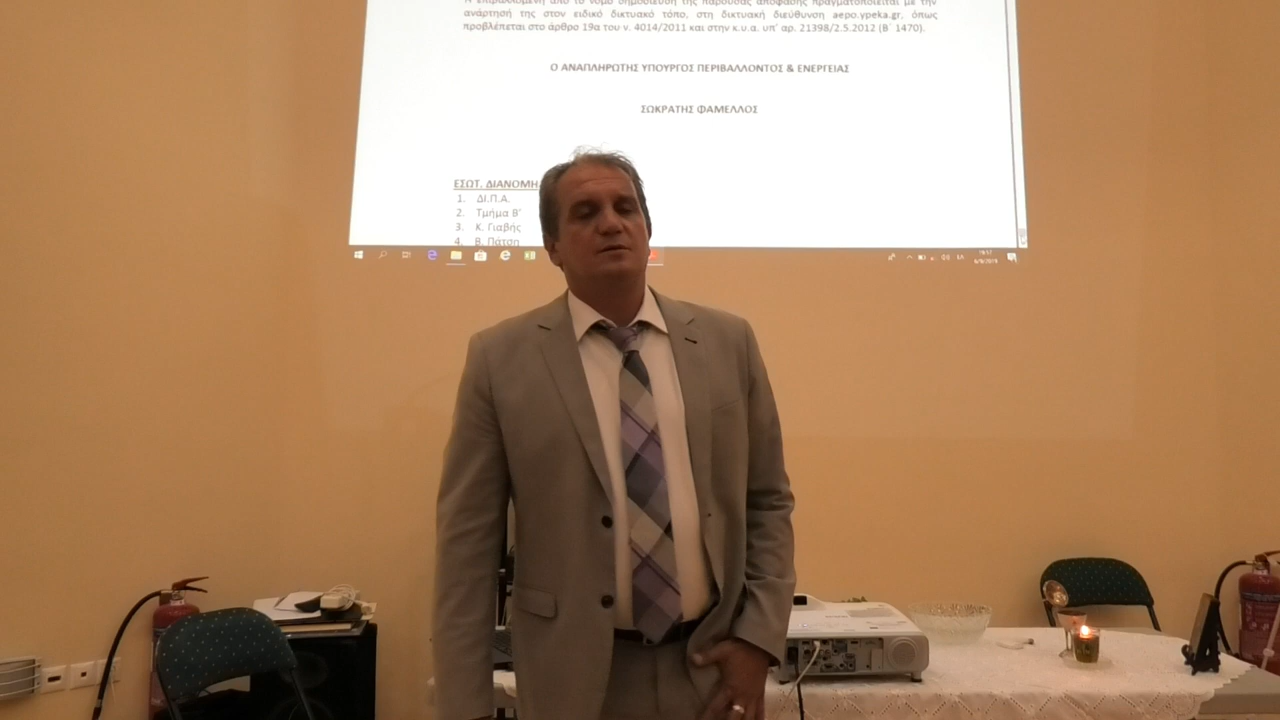 Η επιβαλλόμενη από το νόμο δημοσίευση της παρούσας απόφασης πραγματοποιείται με την
ανάρτησή της στον ειδικό δικτυακό τόπο, στη δικτυακή διεύθυνση aepo.ypeka.gr, όπως
προβλέπεται στο άρθρο 19α του ν. 4014/2011 και στην κ.υ.α. υπ' αρ. 21398/2.5.2012 (Β΄ 1470).
Ο ΑΝΑΠΛΗΡΩΤΗΣ ΥΠΟΥΡΓΟΣ ΠΕΡΙΒΑΛΛΟΝΤΟΣ & ΕΝΕΡΓΕΙΑΣ
ΣΩΚΡΑΤΗΣ ΦΑΜΕΛΛΟΣ
ΕΣΩΤ. ΔΙΑΝΟΜΗ
1. ΔΙ.Π.Α.
2. Τμήμα Β'
3. Κ. Γιαβής
4. Β. Πάτση